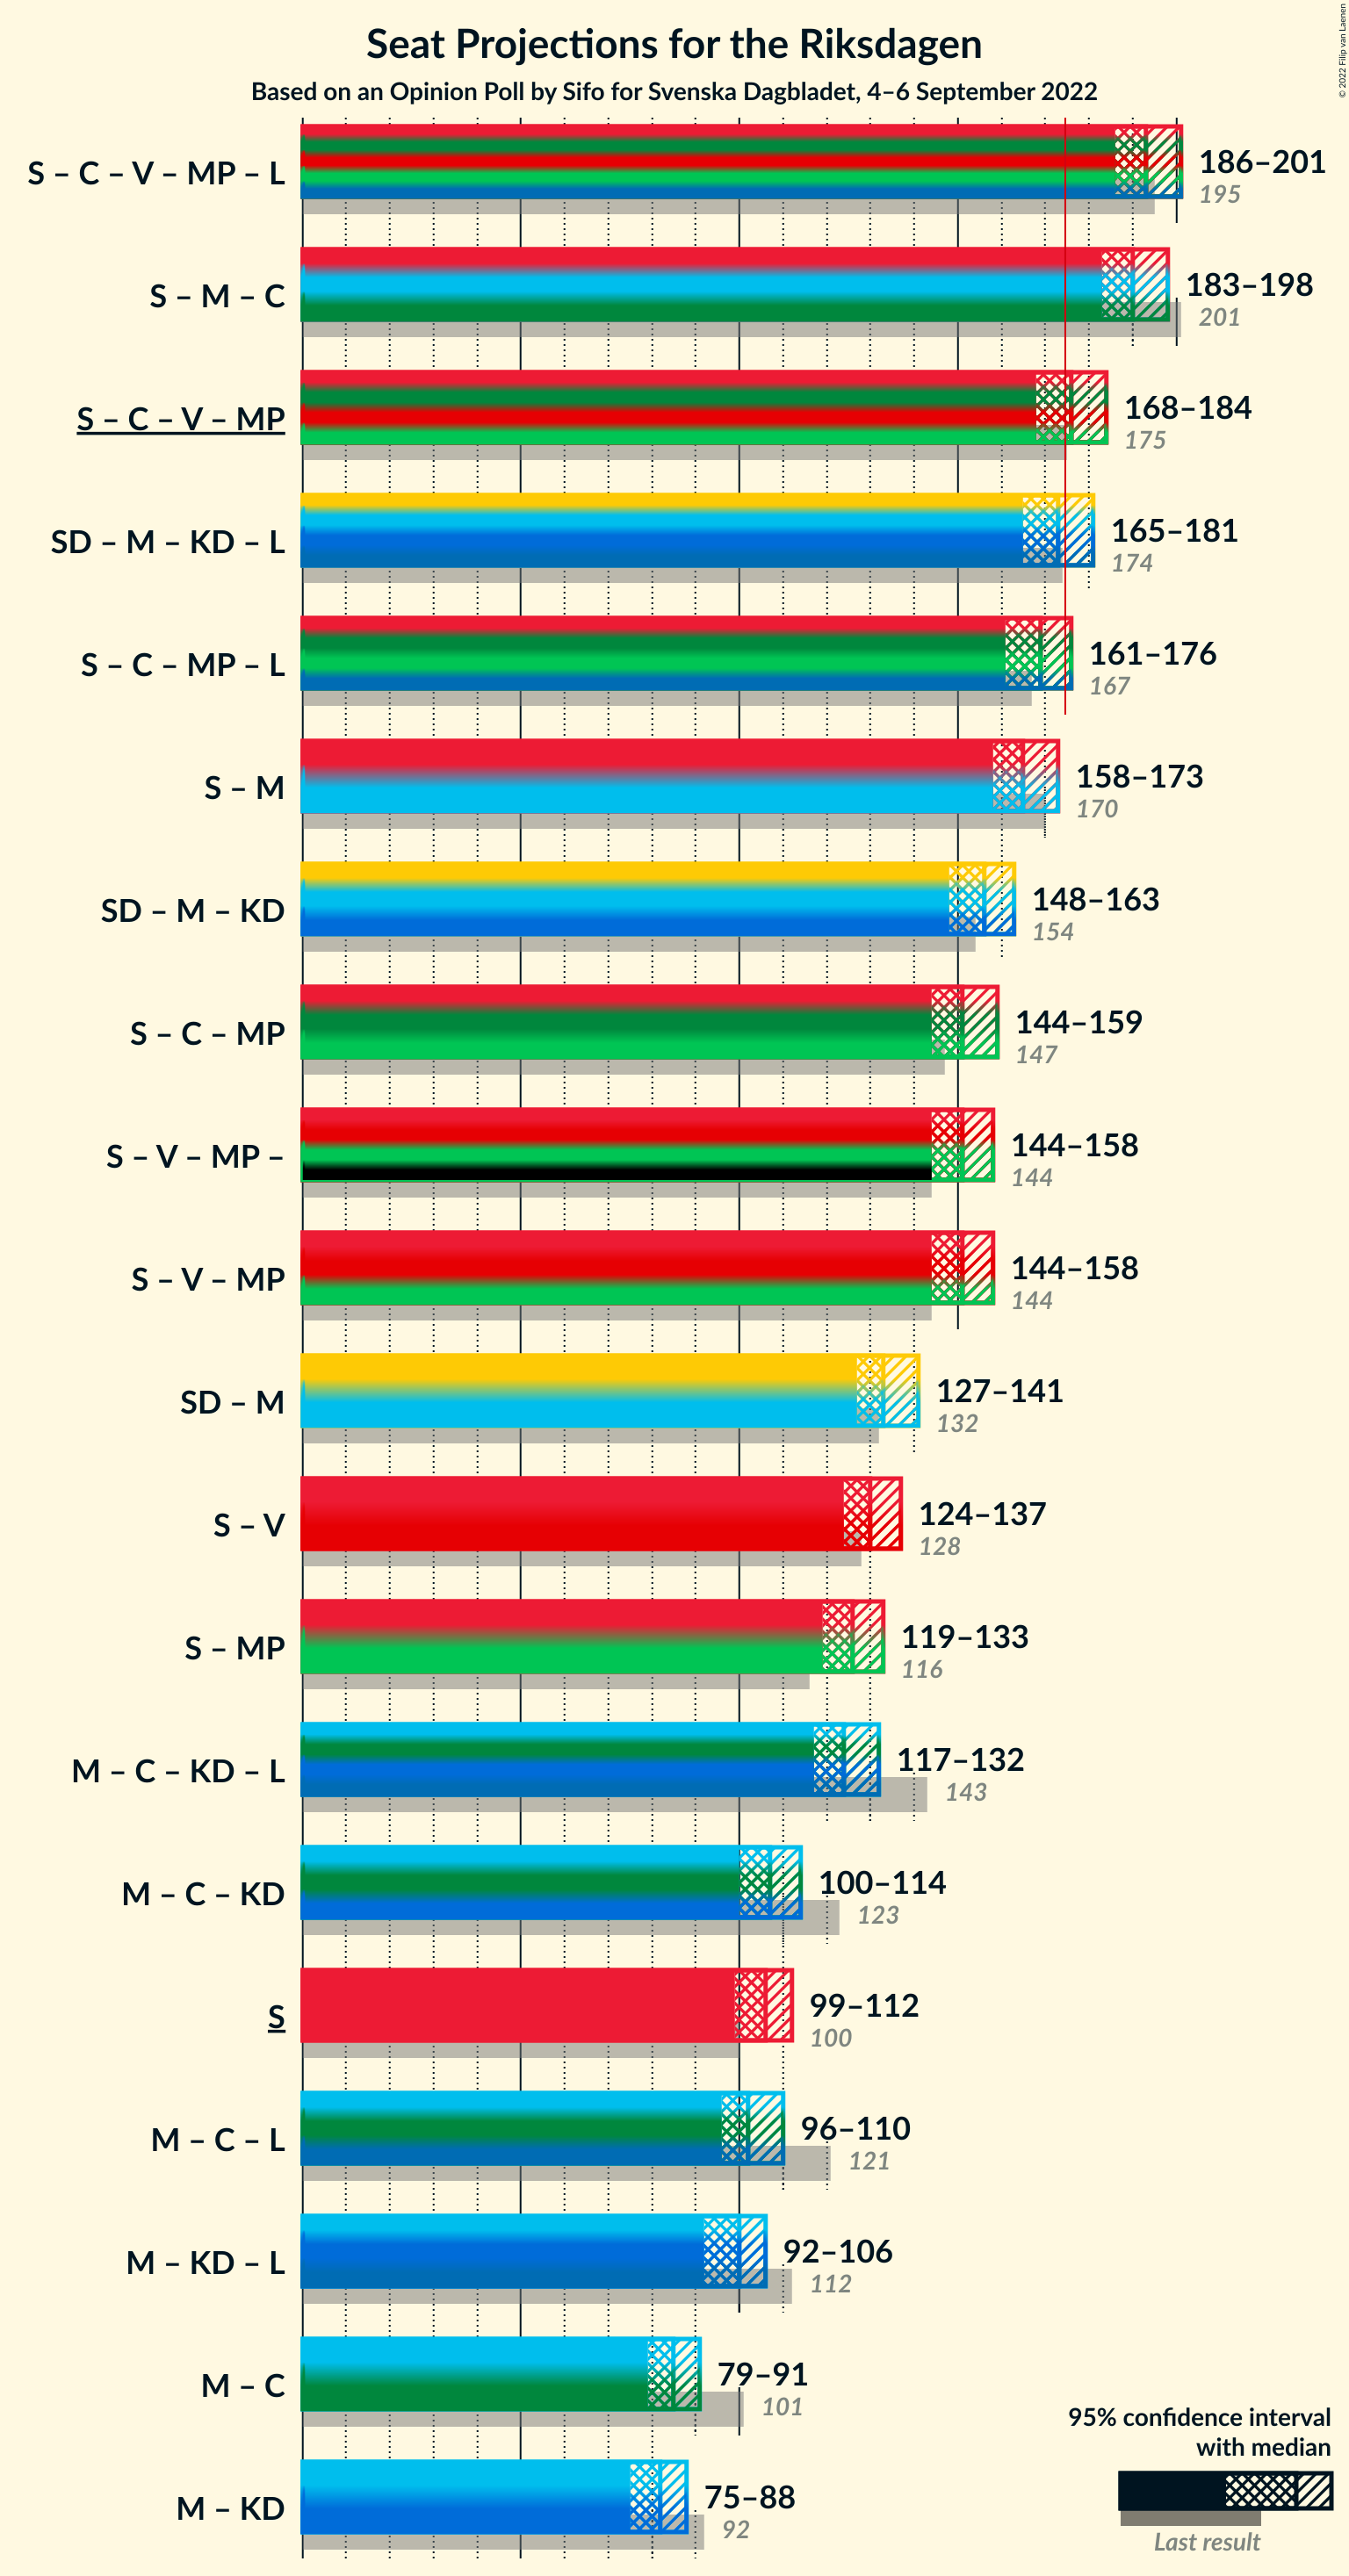 Seat Projections for the Riksdagen
Based on an Opinion Poll by Sifo for Svenska Dagbladet, 4–6 September 2022
© 2022 Filip van Laenen
S – C – V – MP – L
186–201
195
S – M – C
183–198
201
S – C – V – MP
168–184
175
SD – M – KD – L
165–181
174
S – C – MP – L
161–176
167
S – M
158–173
170
SD – M – KD
148–163
154
S – C – MP
144–159
147
S – V – MP –
144–158
144
S – V – MP
144–158
144
SD – M
127–141
132
S – V
124–137
128
S – MP
119–133
116
M – C – KD – L
117–132
143
M – C – KD
100–114
123
S
99–112
100
M – C – L
96–110
121
M – KD – L
92–106
112
M – C
79–91
101
M – KD
75–88
92
95% confidence interval
with median
Last result